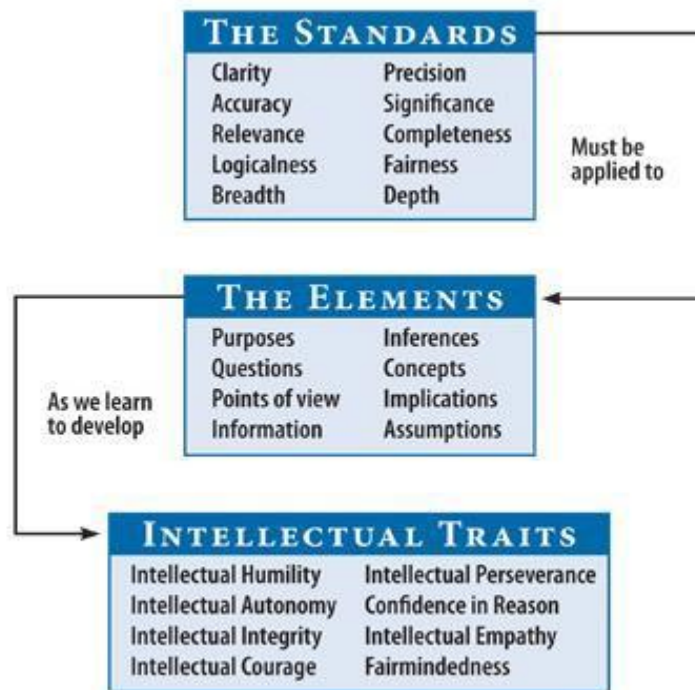 THE STANDARDS
Clarity Precision
Accuracy Significance
Relevance Completeness
Logicalness Fairness
Breadth Depth
Must be
applied to
THE ELEMENTS
Purposes Inferences
Questions Concepts
Points of view Implications
Information Assumptions
As we learn
to develop
INTELLECTUAL TRAITS
Intellectual Humility Intellectual Perseverance
Intellectual Autonomy Confidence in Reason
Intellectual Integrity Intellectual Empathy
Intellectual Courage Fairmindedness